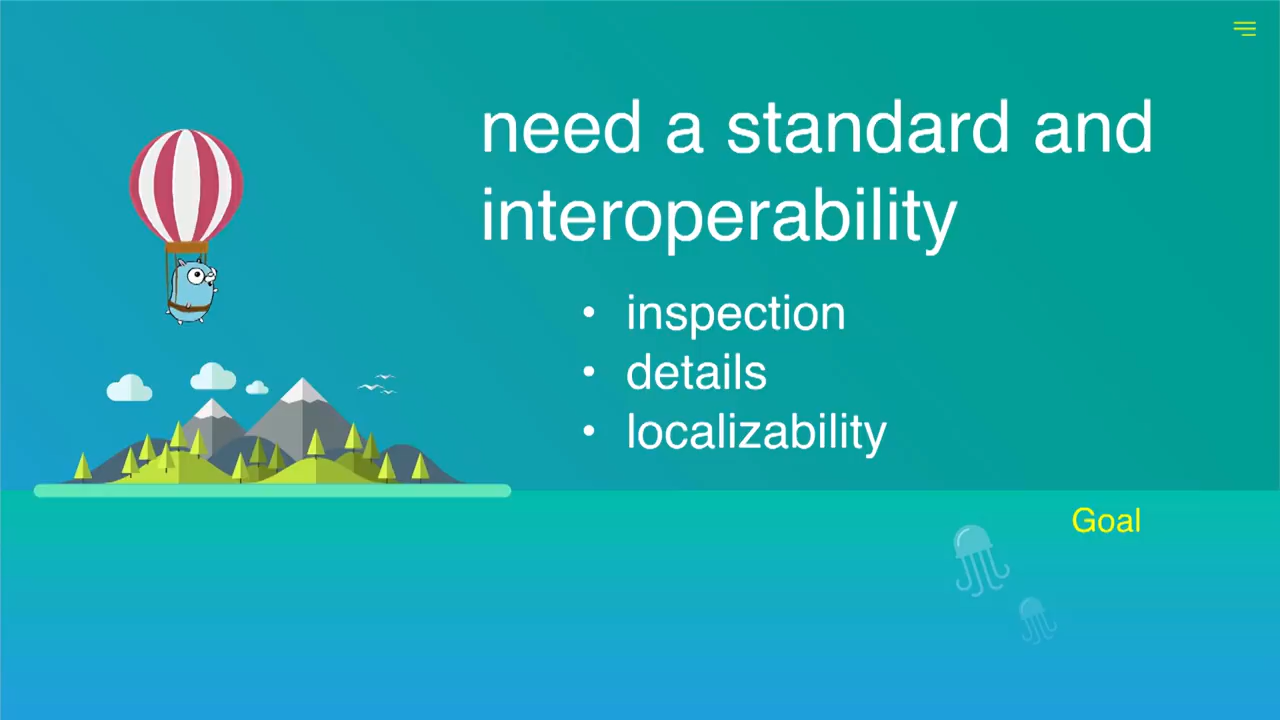 need a standard and
interoperability
• inspection
• details
• localizability
Goal